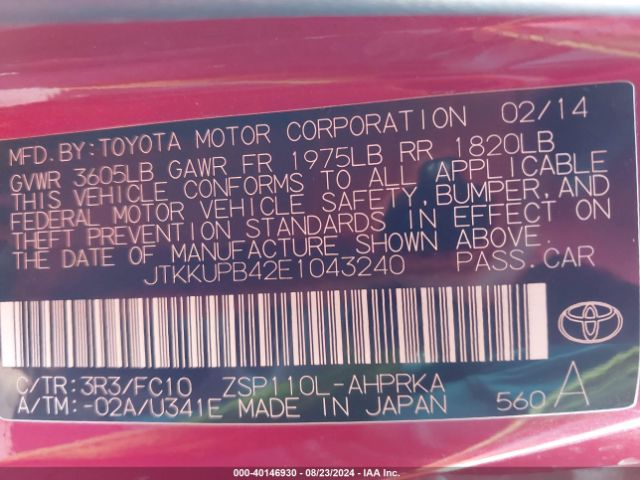 MFD.BY:TOYOTA MOTOR CORPORATION 02/14
GVWR 3605LB GAWR FR 1975LB RR 1820LB
THIS VEHICLE CONFORMS TO ALL APPLICABLE
FEDERAL MOTOR VEHICLE SAFETY,BUMPER,AND
THEFT PREVENTION STANDARDS IN EFFECT ON
THE DATE OF MANUFACTURE SHOWN ABOVE.
JTKKUPB42E1043240 PASS.CAR
C/TR:3R3/FC10 ZSP110L-AHPRKA
A/TM:-02A/U341E MADE IN JAPAN 560 A
000-40146930 - 08/23/2024 - IAAI INC.